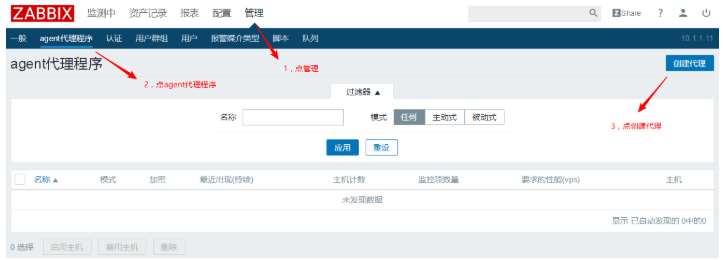 ZABBIX 监测中 资产记录 报表 配置 管理 Share ?
一般 agent代理程序 认证 用户群组 用户 报警媒介类型 脚本 队列 10.1.1.11
agent代理程序 创建代理
1，点管理
2，点agent代理程序
过滤器 ▲
名称 模式 任何 主动式 被动式
3，点创建代理
应用 重设
名称 ▲ 模式 加密 最近出现(持续) 主机计数 监控项数量 要求的性能(vps) 主机
未发现数据
显示 已自动发现的 0中的0
0 选择 启用主机 禁用主机 删除